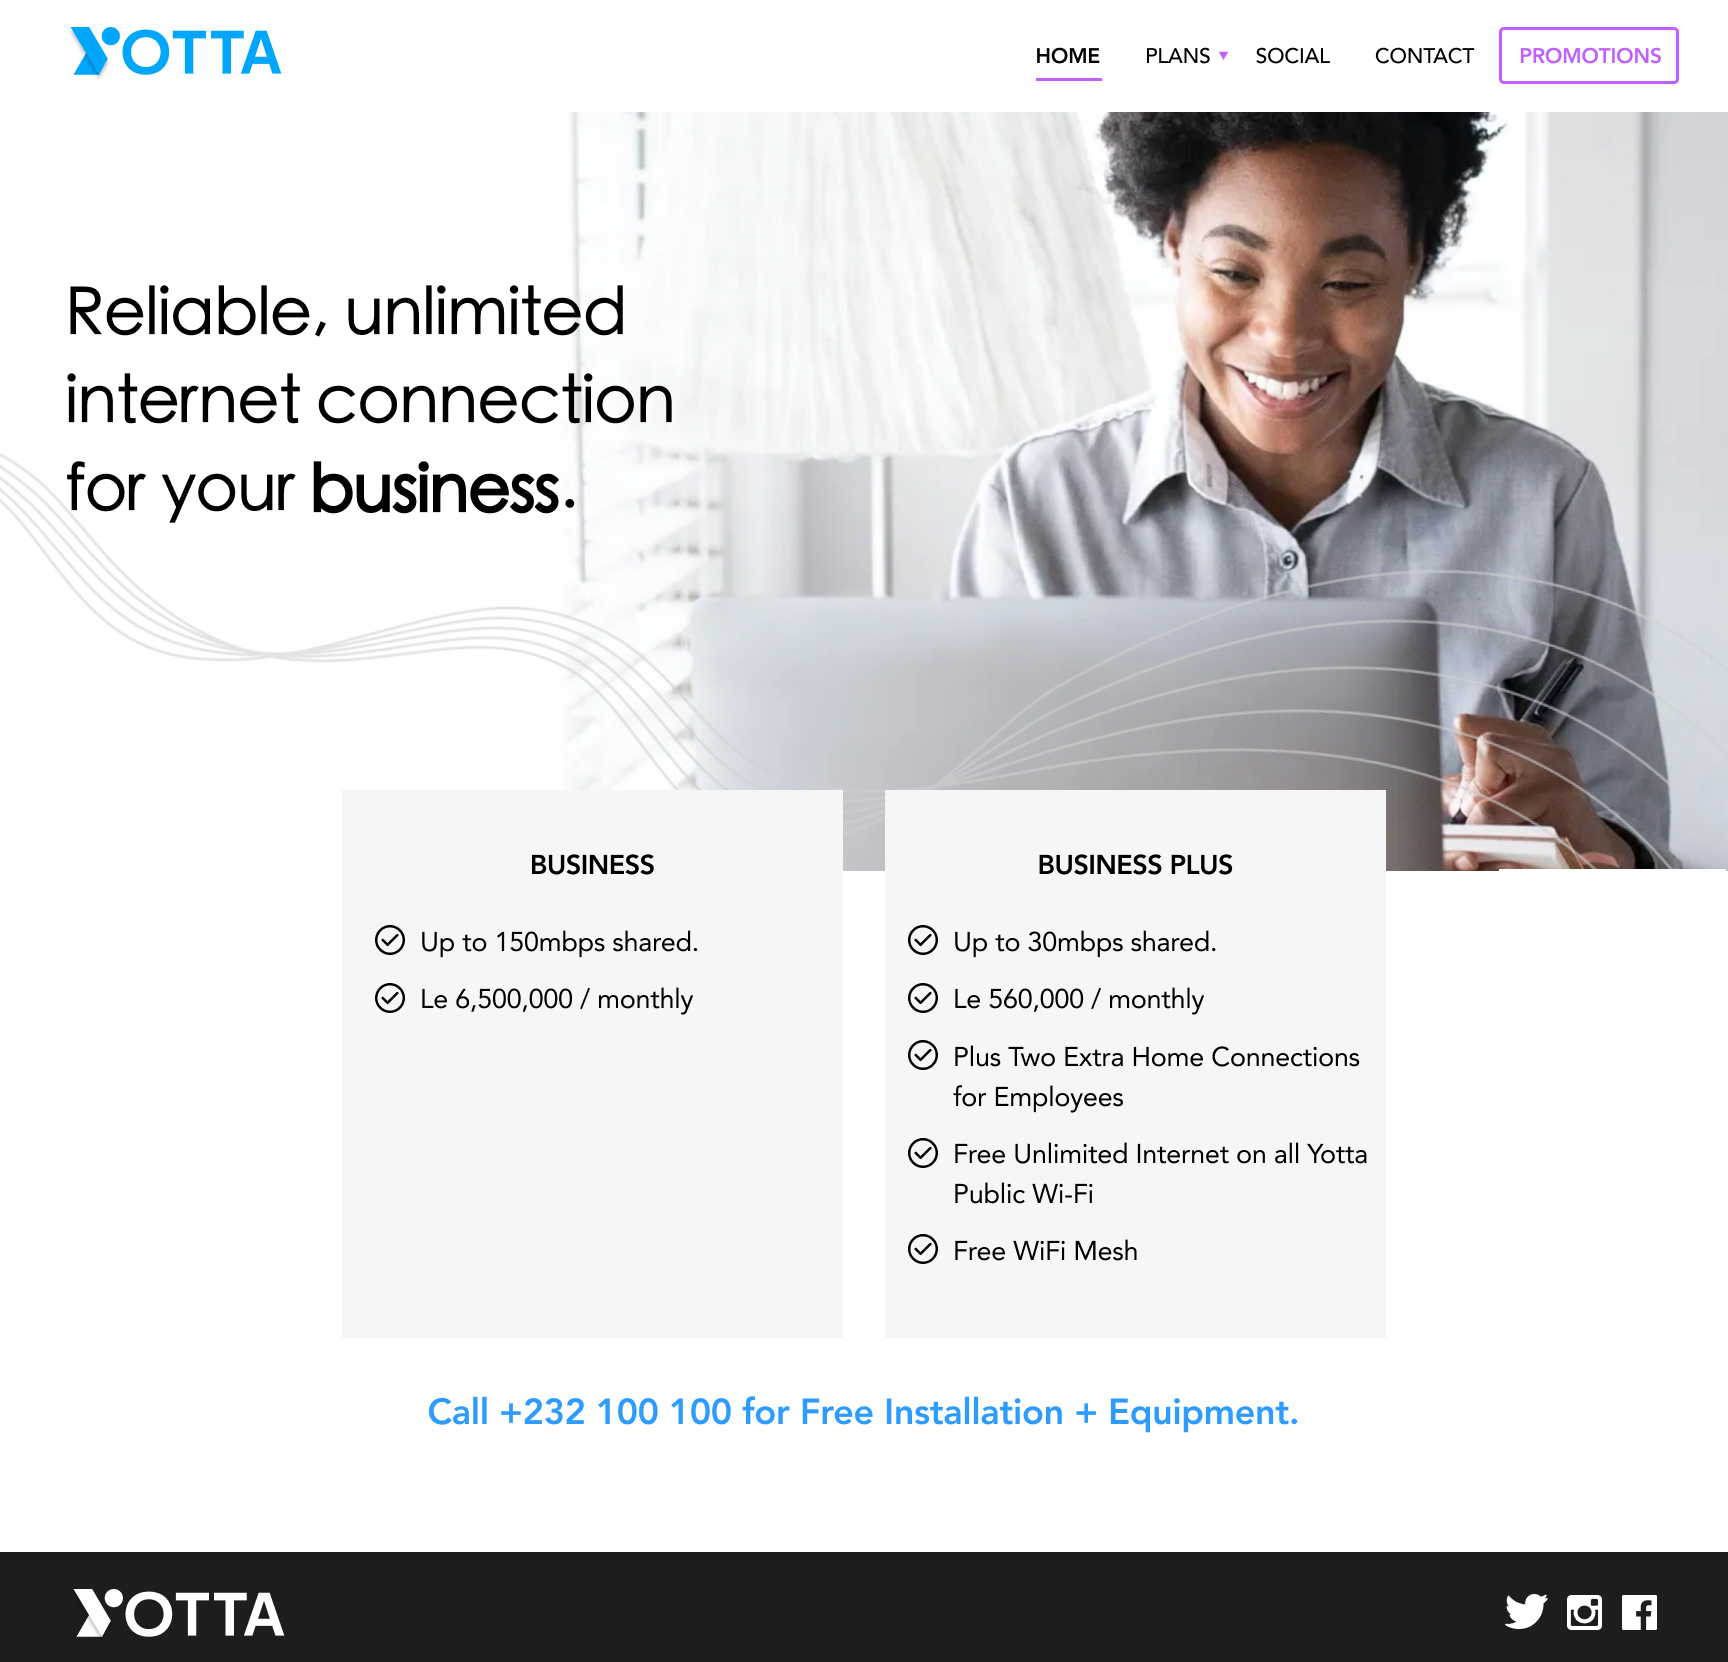 YOTTA
HOME PLANS SOCIAL CONTACT PROMOTIONS
Reliable, unlimited
internet connection
for your business.
BUSINESS
Up to 150mbps shared.
Le 6,500,000 / monthly
BUSINESS PLUS
Up to 30mbps shared.
Le 560,000 / monthly
Plus Two Extra Home Connections
for Employees
Free Unlimited Internet on all Yotta
Public Wi-Fi
Free WiFi Mesh
Call +232 100 100 for Free Installation + Equipment.
YOTTA